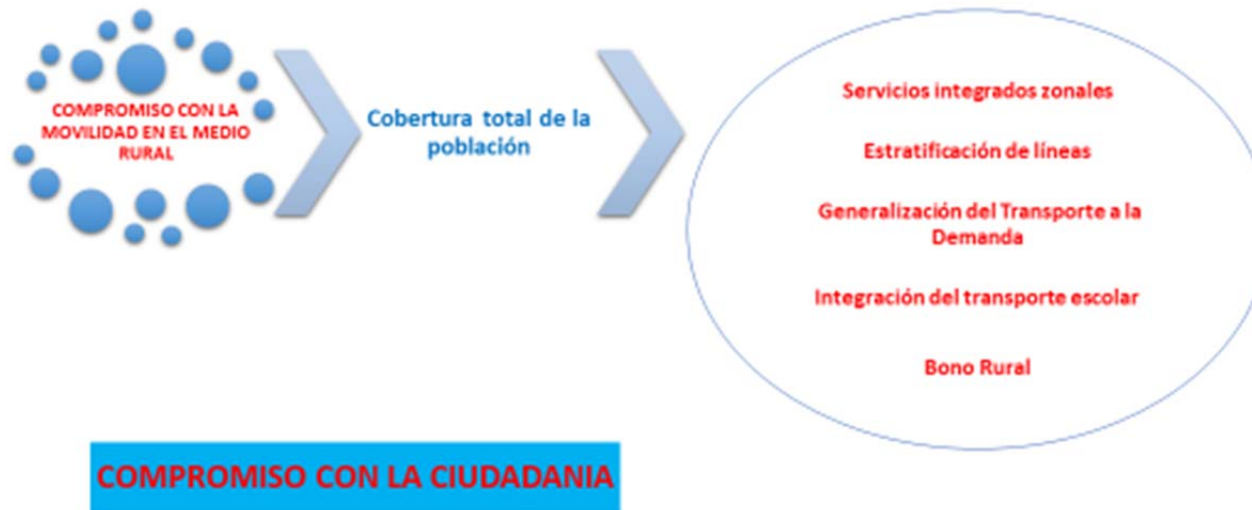 COMPROMISO CON LA
MOVILIDAD EN EL MEDIO
RURAL
Cobertura total de la
población
Servicios integrados zonales
Estratificación de líneas
Generalización del Transporte a la
Demanda
Integración del transporte escolar
Bono Rural
COMPROMISO CON LA CIUDADANIA